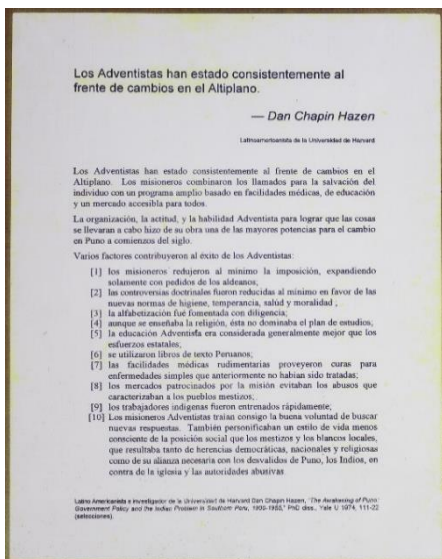 Los Adventistas han estado consistentemente al
frente de cambios en el Altiplano.
— Dan Chapin Hazen
Latinoamericanista de la Universidad de Harvard
Los Adventistas han estado consistentemente al frente de cambios en el
Altiplano. Los misioneros combinaron los llamados para la salvación del
individuo con un programa amplio basado en facilidades médicas, de educación
y un mercado accesibla para todos.
La organización, la actitud, y la habilidad Adventista para lograr que las cosas
se llevaran a cabo hizo de su obra una de las mayores potencias para el cambio
en Puno a comienzos del siglo.
Varios factores contribuyeron al éxito de los Adventistas:
[1] los misioneros redujeron al mínimo la imposición, expandiendo
solamente con pedidos de los aldeanos;
[2] las controversias doctrinales fueron reducidas al mínimo en favor de las
nuevas normas de higiene, temperancia, salud y moralidad ;
[3] la alfabetización fué fomentada con diligencia;
[4] aunque se enseñaba la religión, ésta no dominaba el plan de estudios;
[5] la educación Adventista era considerada generalmente mejor que los
esfuerzos estatales;
[6] se utilizaron libros de texto Peruanos;
[7] las facilidades médicas rudimentarias proveyeron curas para
enfermedades simples que anteriormente no habían sido tratadas;
[8] los mercados patrocinados por la misión evitaban los abusos que
caracterizaban a los pueblos mestizos;
[9] los trabajadores indígenas fueron entrenados rápidamente;
[10] Los misioneros Adventistas traían consigo la buena voluntad de buscar
nuevas respuestas. También personificaban un estilo de vida menos
consciente de la posición social que los mestizos y los blancos locales,
que resultaba tanto de herencias democráticas, nacionales y religiosas
como de su alianza necesaria con los desvalidos de Puno, los Indios, en
contra de la iglesia y las autoridades abusivas.
Latino Americanista e investigador de la Universidad de Harvard Dan Chapin Hazen, "The Awakening of Puno:
Government Policy and the Indian Problem in Southern Peru, 1900-1955," PhD diss., Yale U 1974, 111-22
(selecciones).